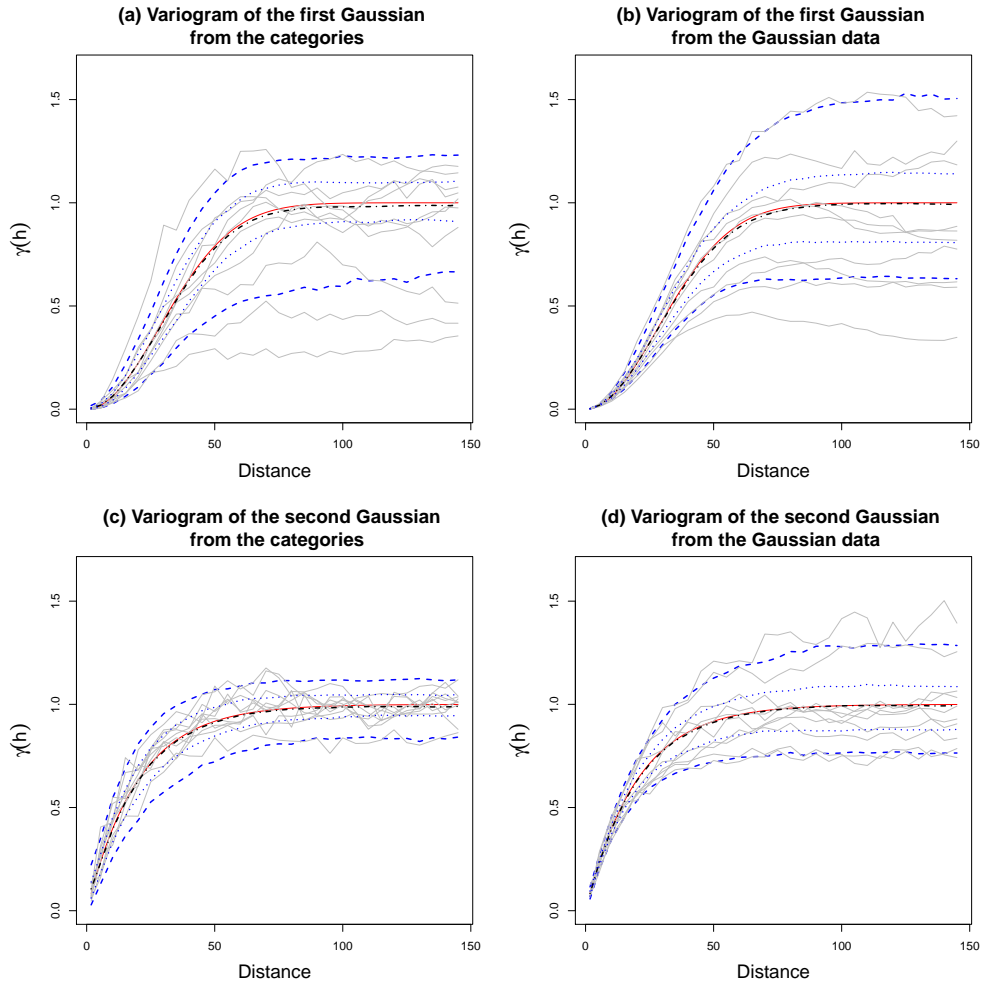 (a) Variogram of the first Gaussian
from the categories
γ(h)
1.5
1.0
0.5
0.0
0
50
100
150
Distance
(b) Variogram of the first Gaussian
from the Gaussian data
γ(h)
1.5
1.0
0.5
0.0
0
50
100
150
Distance
(c) Variogram of the second Gaussian
from the categories
γ(h)
1.5
1.0
0.5
0.0
0
50
100
150
Distance
(d) Variogram of the second Gaussian
from the Gaussian data
γ(h)
1.5
1.0
0.5
0.0
0
50
100
150
Distance